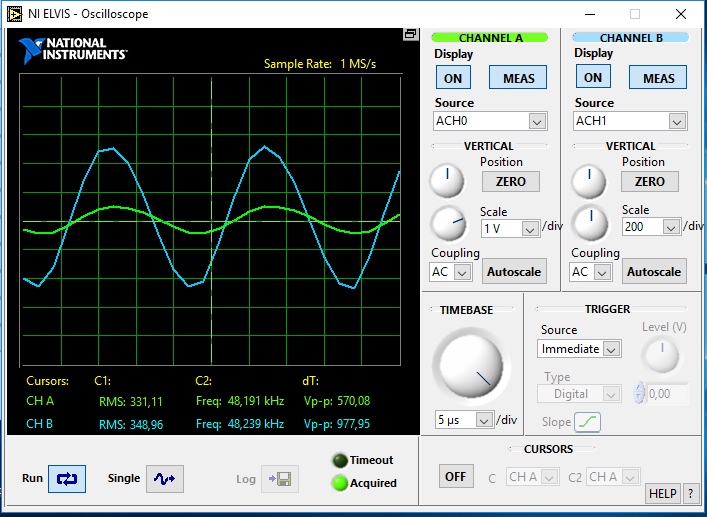 NI ELVIS - Oscilloscope
NATIONAL
INSTRUMENTS™
Sample Rate: 1 MS/s
Cursors: C1: C2: dT:
CH A RMS: 331,11 Freq: 48,191 kHz Vp-p: 570,08
CH B RMS: 348,96 Freq: 48,239 kHz Vp-p: 977,95
Run
Single
Log
Timeout
Acquired
CHANNEL A
Display
ON MEAS
Source
ACH0
VERTICAL
Position
ZERO
Scale
1 V /div
Coupling
AC Autoscale
CHANNEL B
Display
ON MEAS
Source
ACH1
VERTICAL
Position
ZERO
Scale
200 /div
Coupling
AC Autoscale
TIMEBASE
5 µs /div
TRIGGER
Source
Immediate
Level (V)
Type
Digital
0,00
Slope
CURSORS
OFF C CH A C2 CH A
HELP ?